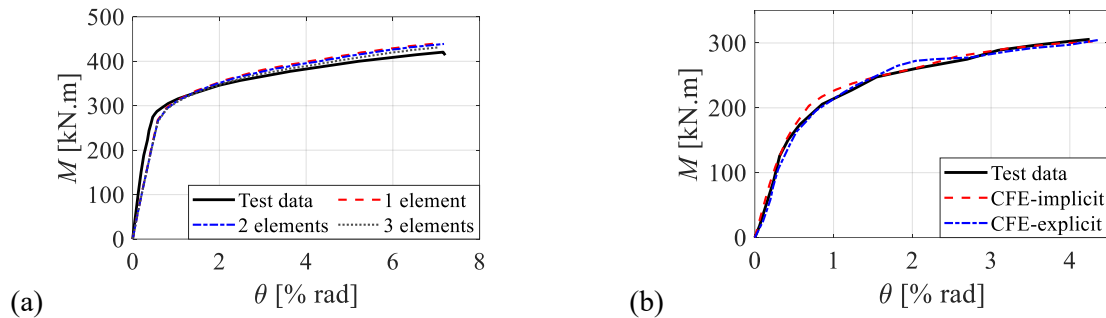 500
400
300
200
100
0
M [kN.m]
Test data
1 element
2 elements
3 elements
0 2 4 6 8
θ [% rad]
(a)
300
200
100
0
M [kN.m]
Test data
CFE-implicit
CFE-explicit
0 1 2 3 4
θ [% rad]
(b)